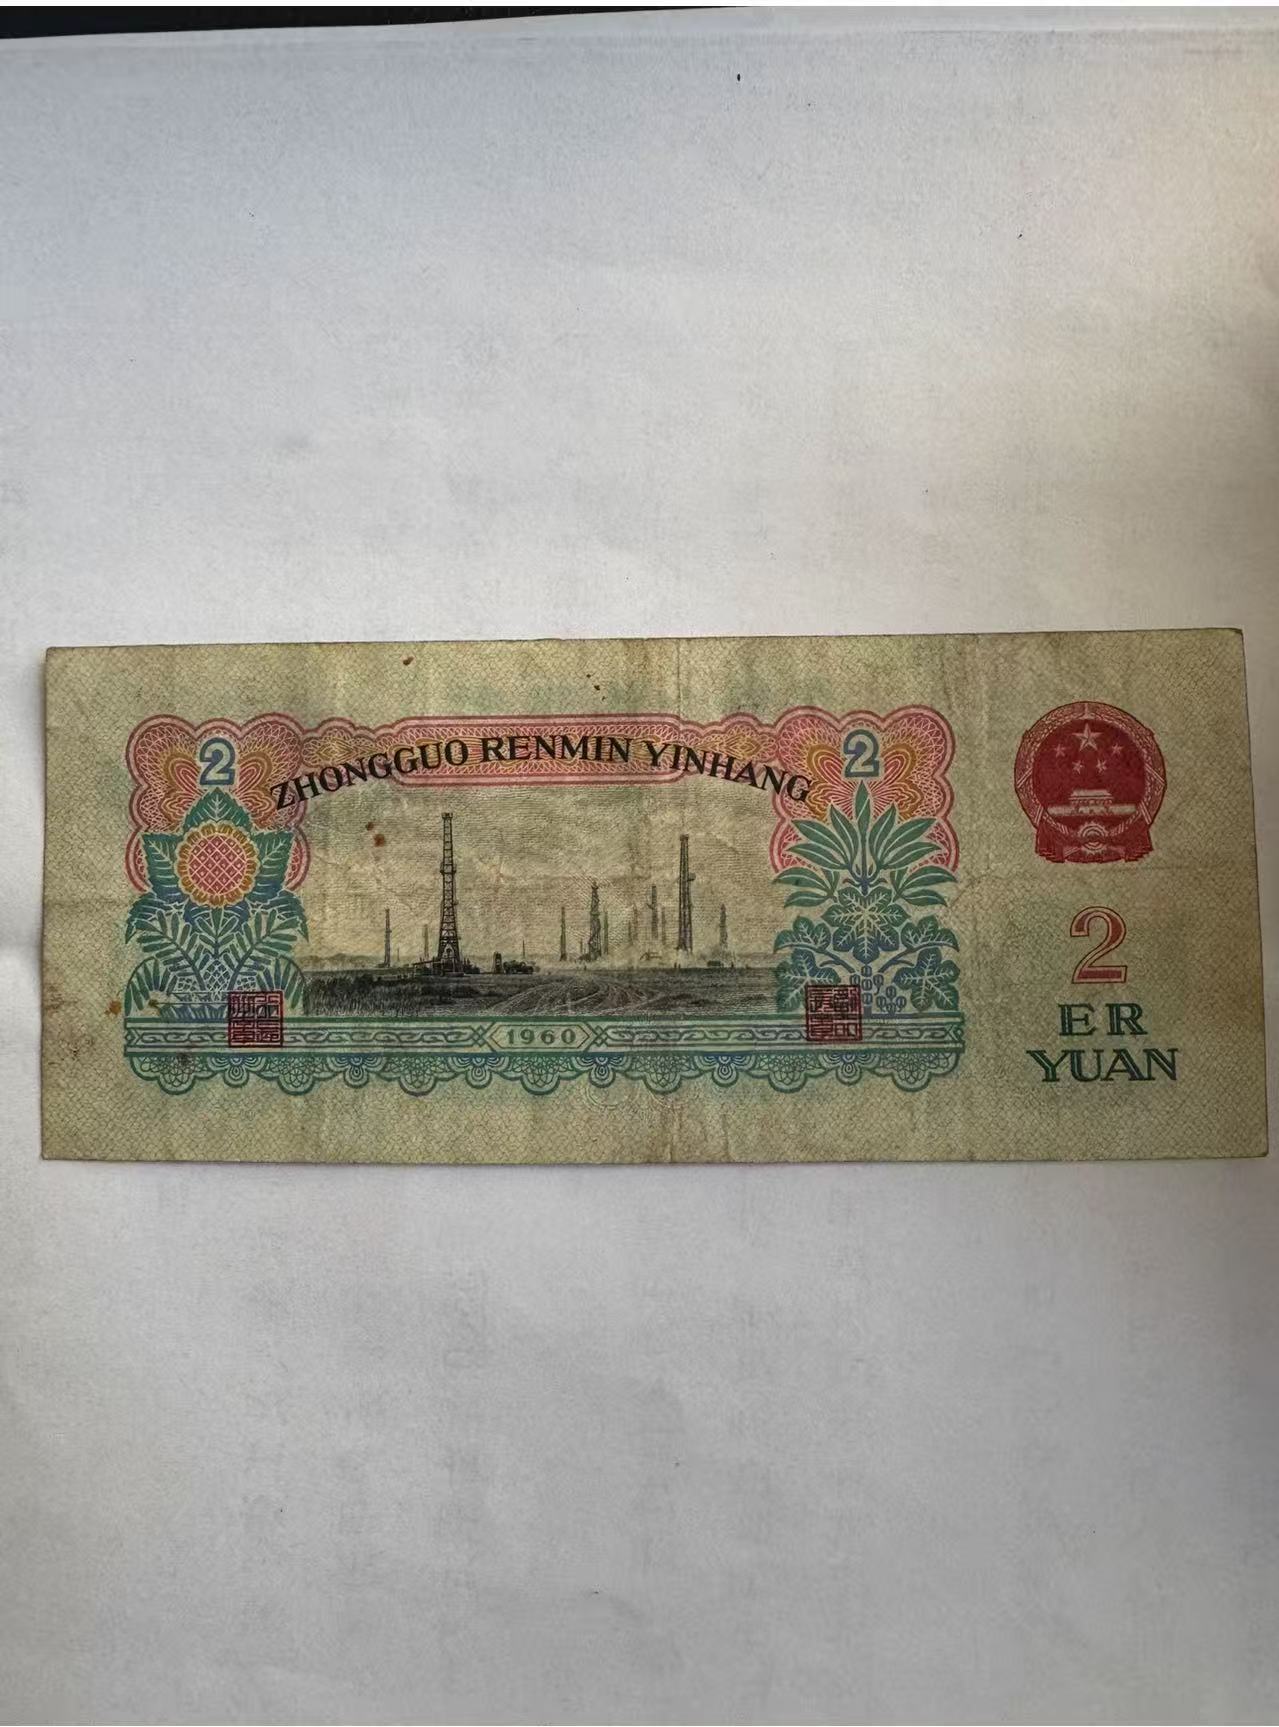 2
ZHONGGUO RENMIN YINHANG
2
1960
2
ER
YUAN